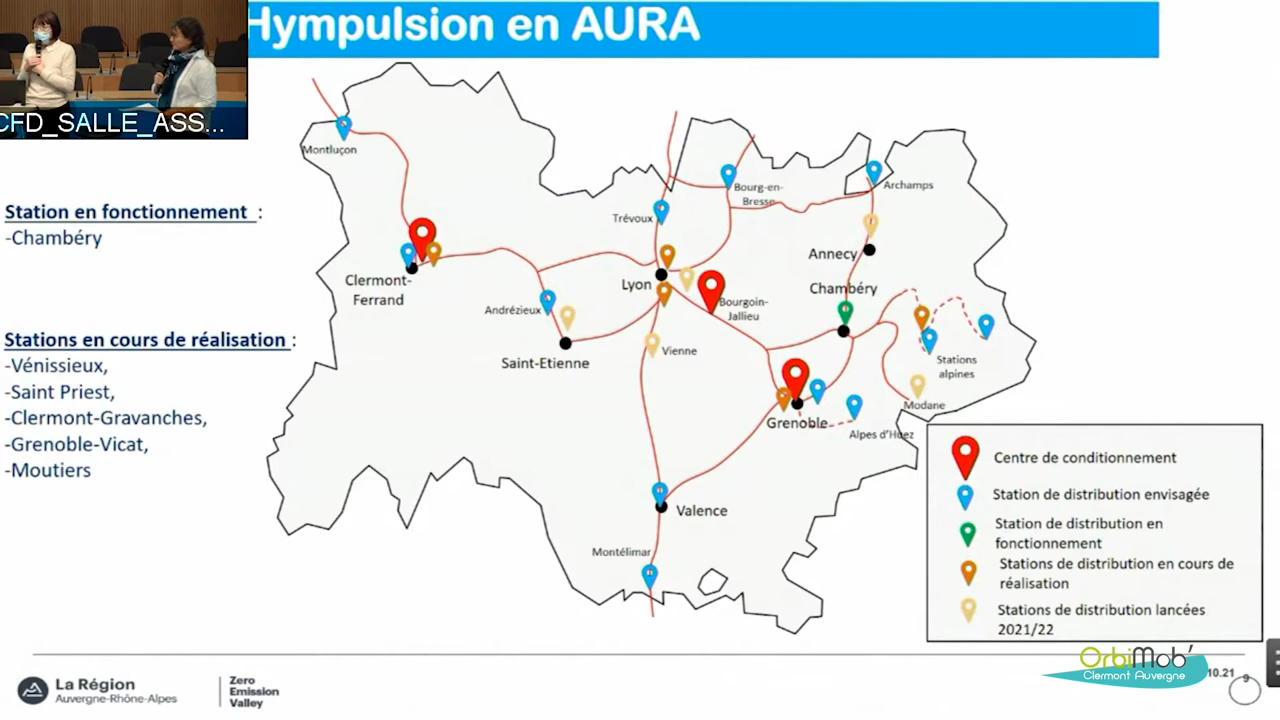 Hympulsion en AURA
CFD_SALLE_ASS...
Station en fonctionnement :
-Chambéry
Stations en cours de réalisation :
-Vénissieux,
-Saint Priest,
-Clermont-Gravanches,
-Grenoble-Vicat,
-Moutiers
Montluçon
Clermont-
Ferrand
Andrézieux
Saint-Etienne
Trévoux
Bourg-en-
Bresse
Lyon
Bourgoin-
Jallieu
Vienne
Archamps
Annecy
Chambéry
Stations
alpines
Modane
Grenoble
Alpes d'Huez
Valence
Montélimar
Centre de conditionnement
Station de distribution envisagée
Station de distribution en
fonctionnement
Stations de distribution en cours de
réalisation
Stations de distribution lancées
2021/22
La Région
Auvergne-Rhône-Alpes
Zero
Emission
Valley
OrbiMob'
Clermont Auvergne
10.21
9